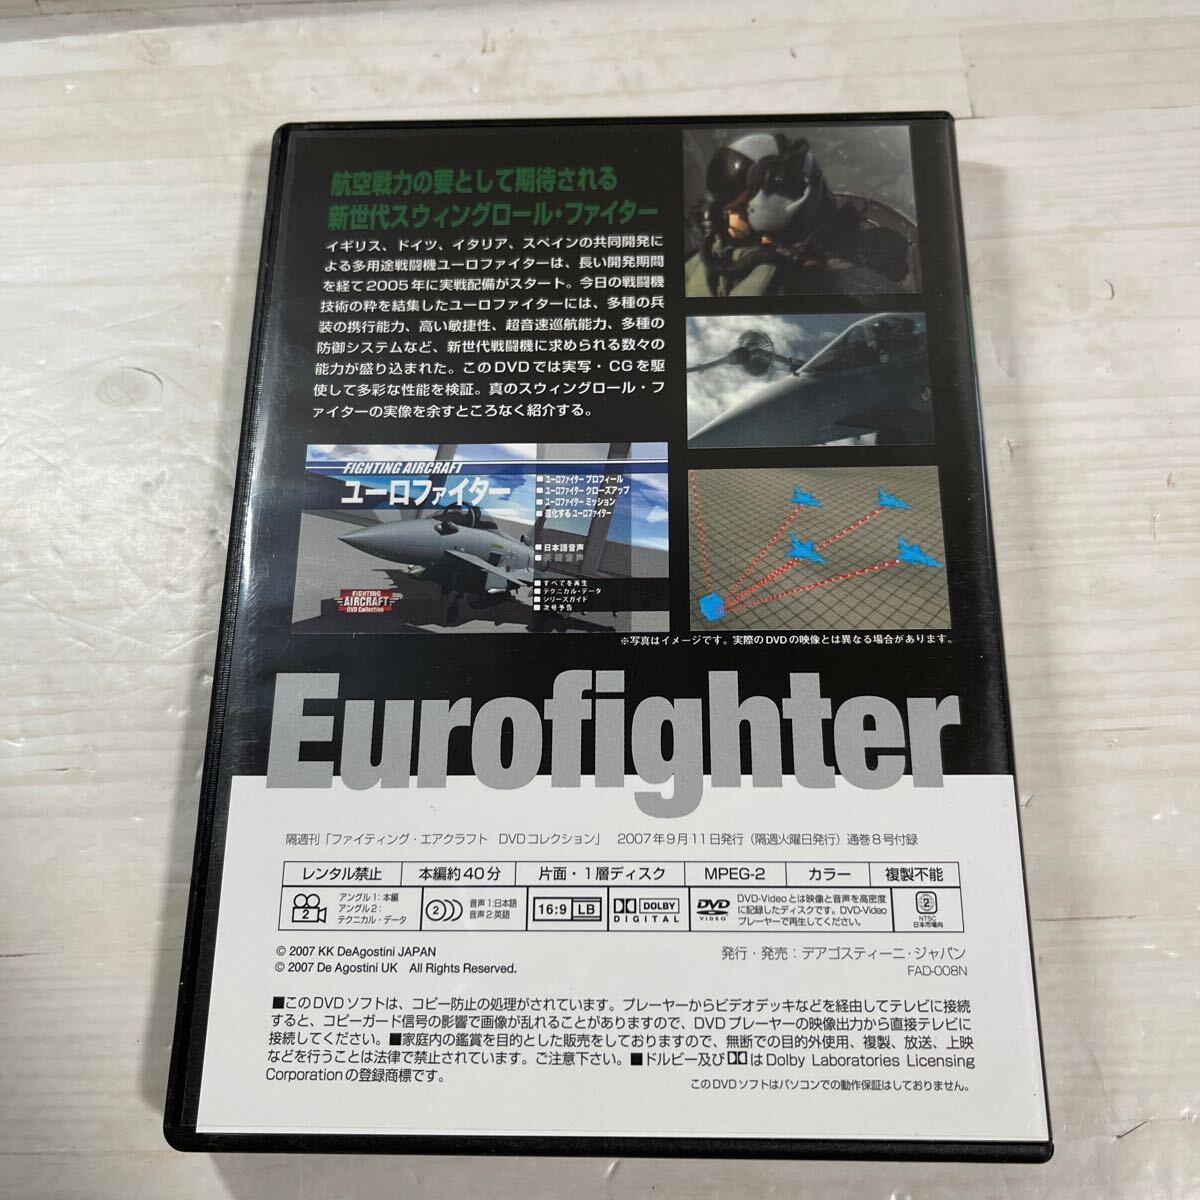 航空戦力の要として期待される
新世代スウィングロール・ファイター
イギリス、ドイツ、イタリア、スペインの共同開発に
よる多用途戦闘機ユーロファイターは、長い開発期間
を経て2005年に実戦配備がスタート。今日の戦闘機
技術の粋を結集したユーロファイターには、多種の兵
装の携行能力、高い敏捷性、超音速巡航能力、多種の
防御システムなど、新世代戦闘機に求められる数々の
能力が盛り込まれた。このDVDでは実写・CGを駆
使して多彩な性能を検証。真のスウィングロール・フ
ァイターの実像を余すところなく紹介する。
FIGHTING AIRCRAFT
ユーロファイター
■ユーロファイター プロフィール
■ユーロファイター クローズアップ
■ユーロファイター ミッション
■進化するユーロファイター
■日本語音声
■英語音声
■すべてを再生
■テクニカル・データ
■シリーズガイド
■次号予告
FIGHTING
AIRCRAFT
DVD Collection
※写真はイメージです。実際のDVDの映像とは異なる場合があります。
Eurofighter
隔週刊「ファイティング・エアクラフト DVDコレクション」 2007年9月11日発行（隔週火曜日発行）通巻8号付録
レンタル禁止 本編約40分 片面・1層ディスク MPEG-2 カラー 複製不能
2
アングル1：本編
アングル2：
テクニカル・データ
2
音声1：日本語
音声2：英語
16:9 LB
DOLBY
DIGITAL
DVD
VIDEO
DVD-Videoとは映像と音声を高密度
に記録したディスクです。DVD-Video
プレーヤーで再生してください。
2
NTSC
日本市場向
© 2007 KK DeAgostini JAPAN
© 2007 De Agostini UK All Rights Reserved.
発行・発売：デアゴスティーニ・ジャパン
FAD-008N
■このDVDソフトは、コピー防止の処理がされています。プレーヤーからビデオデッキなどを経由してテレビに接続
すると、コピーガード信号の影響で画像が乱れることがありますので、DVDプレーヤーの映像出力から直接テレビに
接続してください。■家庭内の鑑賞を目的とした販売をしておりますので、無断での目的外使用、複製、放送、上映
などを行うことは法律で禁止されています。ご注意下さい。■ドルビー及びはDolby Laboratories Licensing
Corporationの登録商標です。
このDVDソフトはパソコンでの動作保証はしておりません。